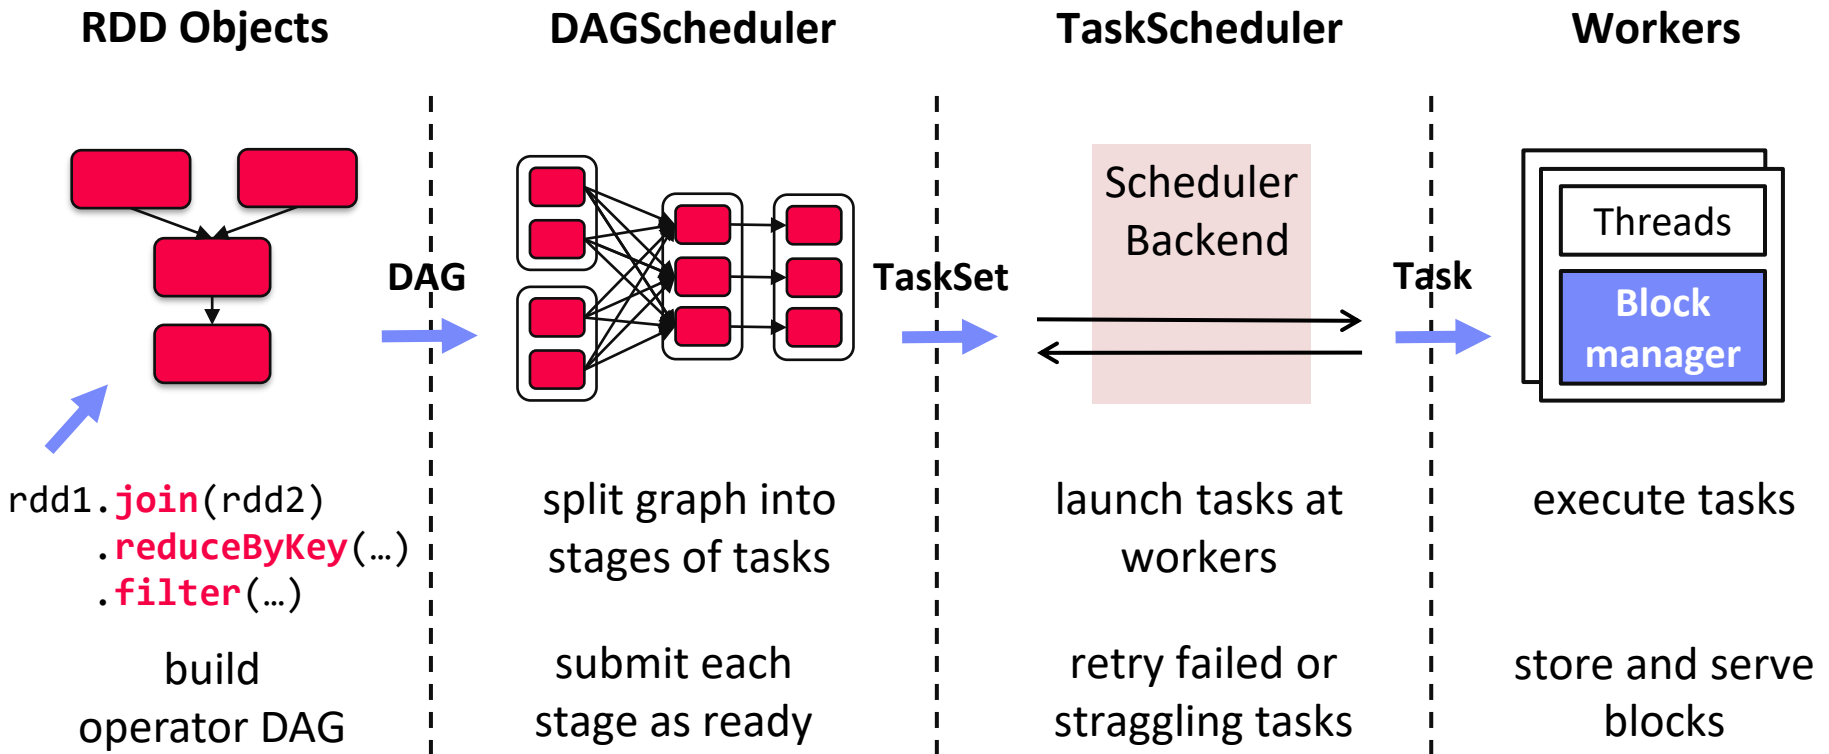 RDD Objects
DAGScheduler
TaskScheduler
Workers
DAG
TaskSet
Scheduler
Backend
Task
Threads
Block
manager
rdd1.join(rdd2)
.reduceByKey(…)
.filter(…)
build
operator DAG
split graph into
stages of tasks
submit each
stage as ready
launch tasks at
workers
retry failed or
straggling tasks
execute tasks
store and serve
blocks